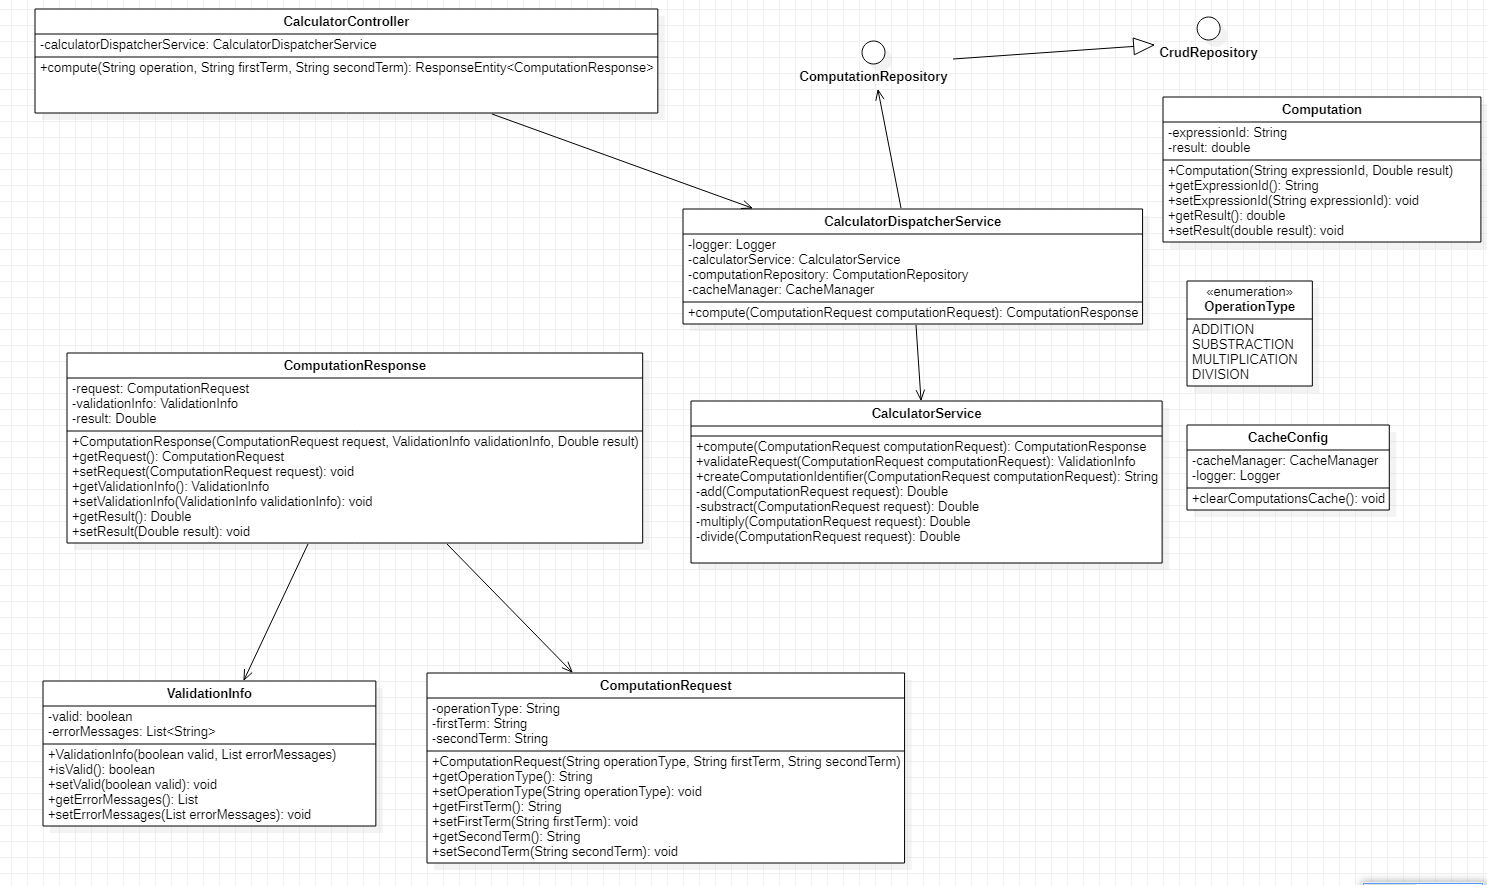 CalculatorController
-calculatorDispatcherService: CalculatorDispatcherService
+compute(String operation, String firstTerm, String secondTerm): ResponseEntity<ComputationResponse>
ComputationRepository
CrudRepository
Computation
-expressionId: String
-result: double
+Computation(String expressionId, Double result)
+getExpressionId(): String
+setExpressionId(String expressionId): void
+getResult(): double
+setResult(double result): void
CalculatorDispatcherService
-logger: Logger
-calculatorService: CalculatorService
-computationRepository: ComputationRepository
-cacheManager: CacheManager
+compute(ComputationRequest computationRequest): ComputationResponse
«enumeration»
OperationType
ADDITION
SUBSTRACTION
MULTIPLICATION
DIVISION
ComputationResponse
-request: ComputationRequest
-validationInfo: ValidationInfo
-result: Double
+ComputationResponse(ComputationRequest request, ValidationInfo validationInfo, Double result)
+getRequest(): ComputationRequest
+setRequest(ComputationRequest request): void
+getValidationInfo(): ValidationInfo
+setValidationInfo(ValidationInfo validationInfo): void
+getResult(): Double
+setResult(Double result): void
CalculatorService
+compute(ComputationRequest computationRequest): ComputationResponse
+validateRequest(ComputationRequest computationRequest): ValidationInfo
+createComputationIdentifier(ComputationRequest computationRequest): String
-add(ComputationRequest request): Double
-substract(ComputationRequest request): Double
-multiply(ComputationRequest request): Double
-divide(ComputationRequest request): Double
CacheConfig
-cacheManager: CacheManager
-logger: Logger
+clearComputationsCache(): void
ValidationInfo
-valid: boolean
-errorMessages: List<String>
+ValidationInfo(boolean valid, List errorMessages)
+isValid(): boolean
+setValid(boolean valid): void
+getErrorMessages(): List
+setErrorMessages(List errorMessages): void
ComputationRequest
-operationType: String
-firstTerm: String
-secondTerm: String
+ComputationRequest(String operationType, String firstTerm, String secondTerm)
+getOperationType(): String
+setOperationType(String operationType): void
+getFirstTerm(): String
+setFirstTerm(String firstTerm): void
+getSecondTerm(): String
+setSecondTerm(String secondTerm): void